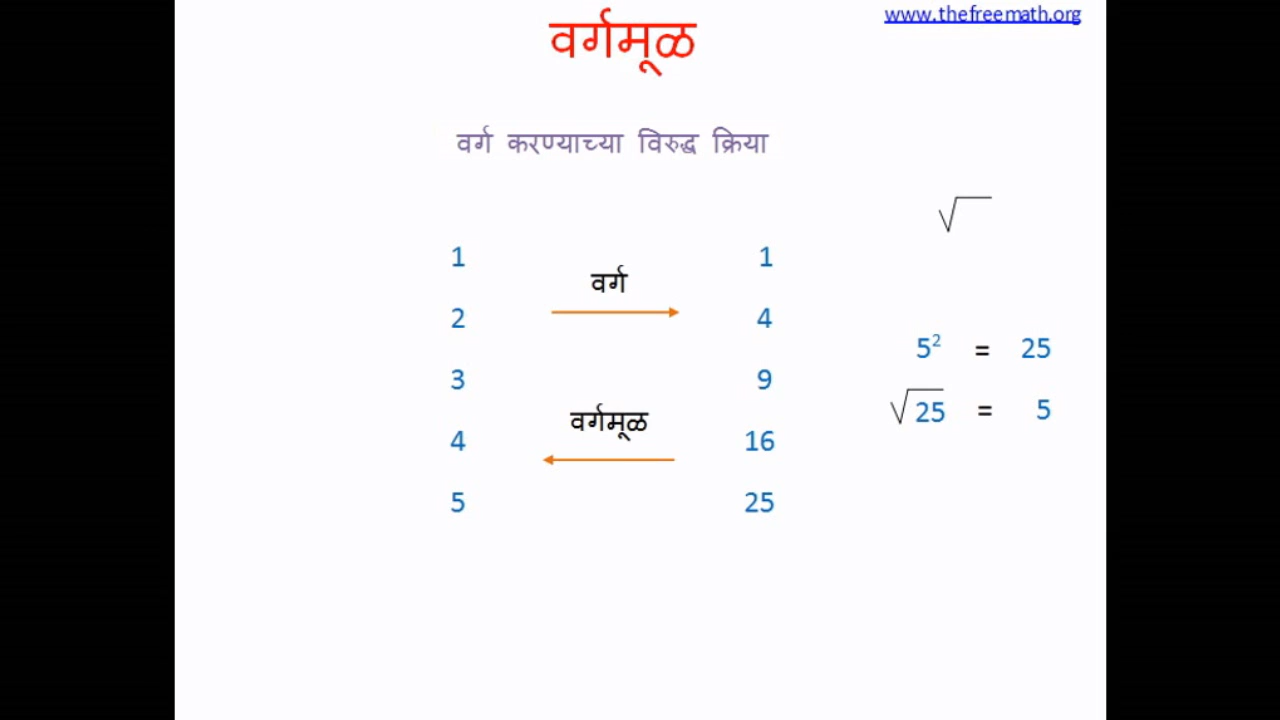 www.thefreemath.org
वर्गमूळ
वर्ग करण्याच्या विरुद्ध क्रिया
√
1 1
वर्ग
2 4
5² = 25
3 9
√25 = 5
वर्गमूळ
4 16
5 25